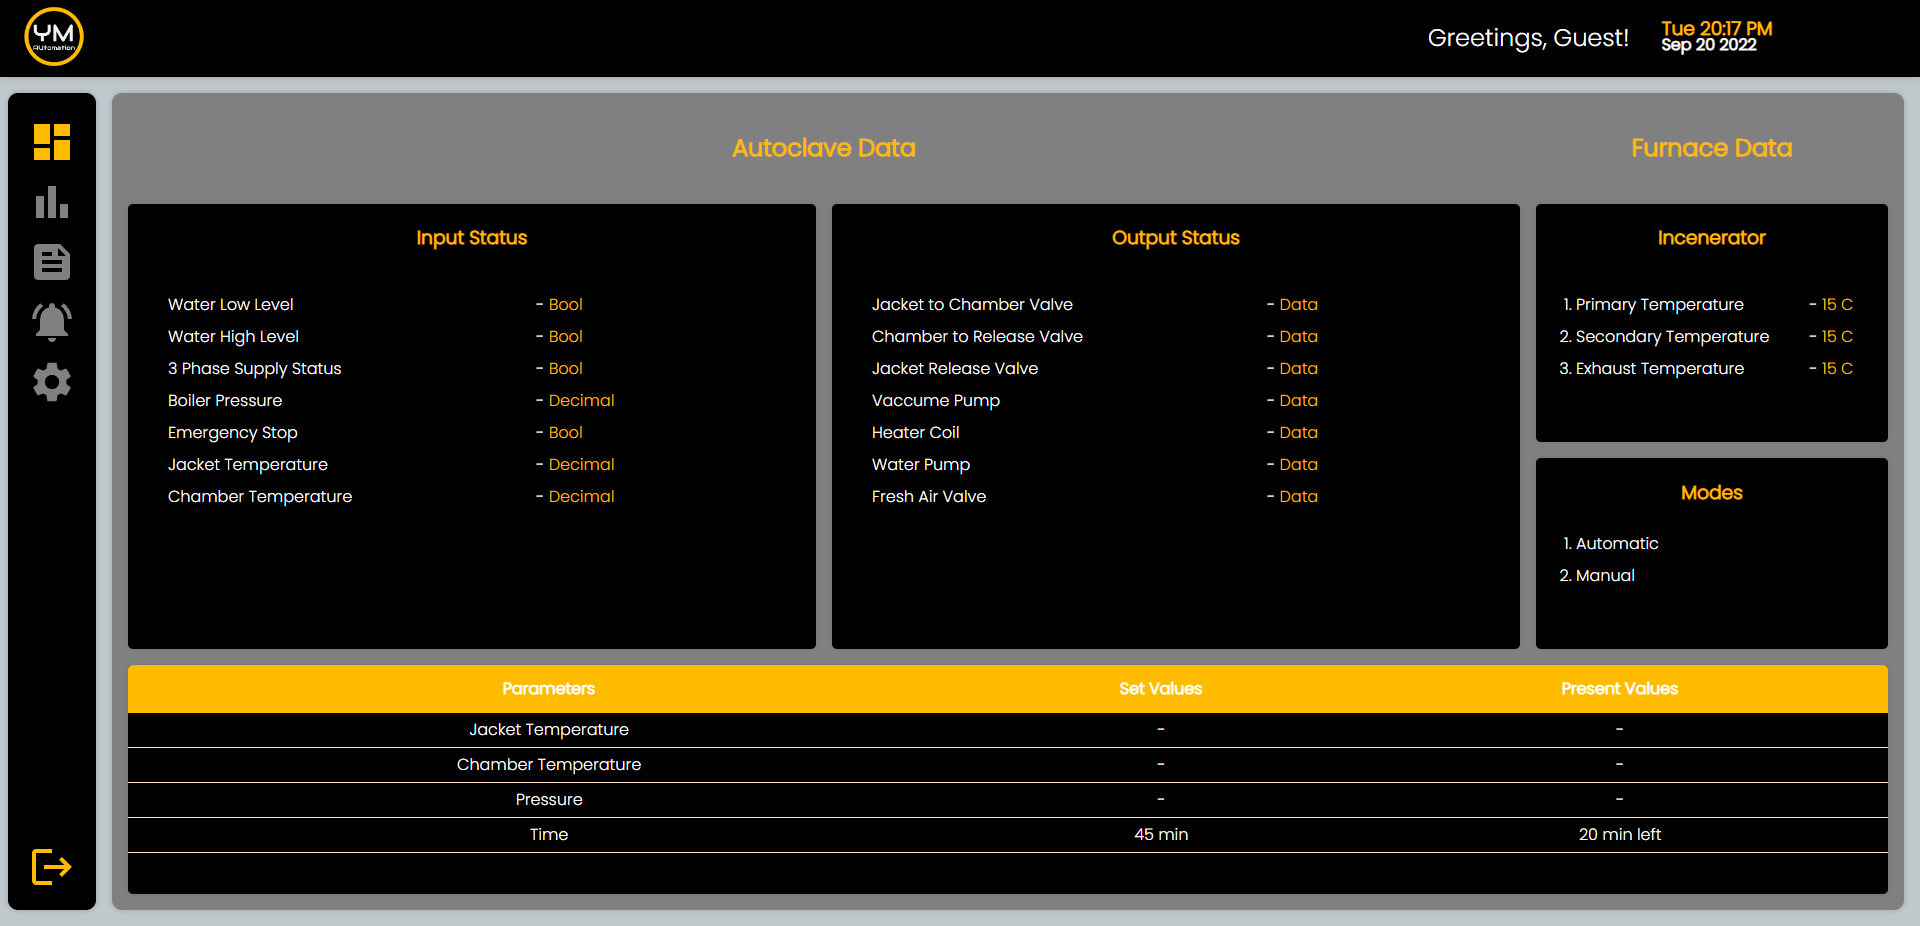 YM
AUtomation
Greetings, Guest!
Tue 20:17 PM
Sep 20 2022
Autoclave Data
Furnace Data
Input Status
Water Low Level - Bool
Water High Level - Bool
3 Phase Supply Status - Bool
Boiler Pressure - Decimal
Emergency Stop - Bool
Jacket Temperature - Decimal
Chamber Temperature - Decimal
Output Status
Jacket to Chamber Valve - Data
Chamber to Release Valve - Data
Jacket Release Valve - Data
Vaccume Pump - Data
Heater Coil - Data
Water Pump - Data
Fresh Air Valve - Data
Incenerator
1. Primary Temperature - 15 C
2. Secondary Temperature - 15 C
3. Exhaust Temperature - 15 C
Modes
1. Automatic
2. Manual
Parameters Set Values Present Values
Jacket Temperature - -
Chamber Temperature - -
Pressure - -
Time 45 min 20 min left